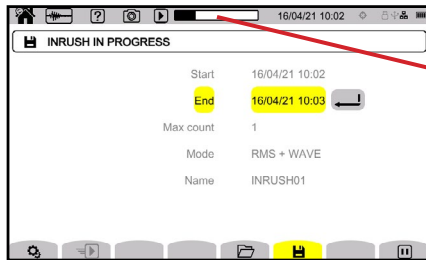 ? 16/04/21 10:02
INRUSH IN PROGRESS
Start 16/04/21 10:02
End 16/04/21 10:03
Max count 1
Mode RMS + WAVE
Name INRUSH01